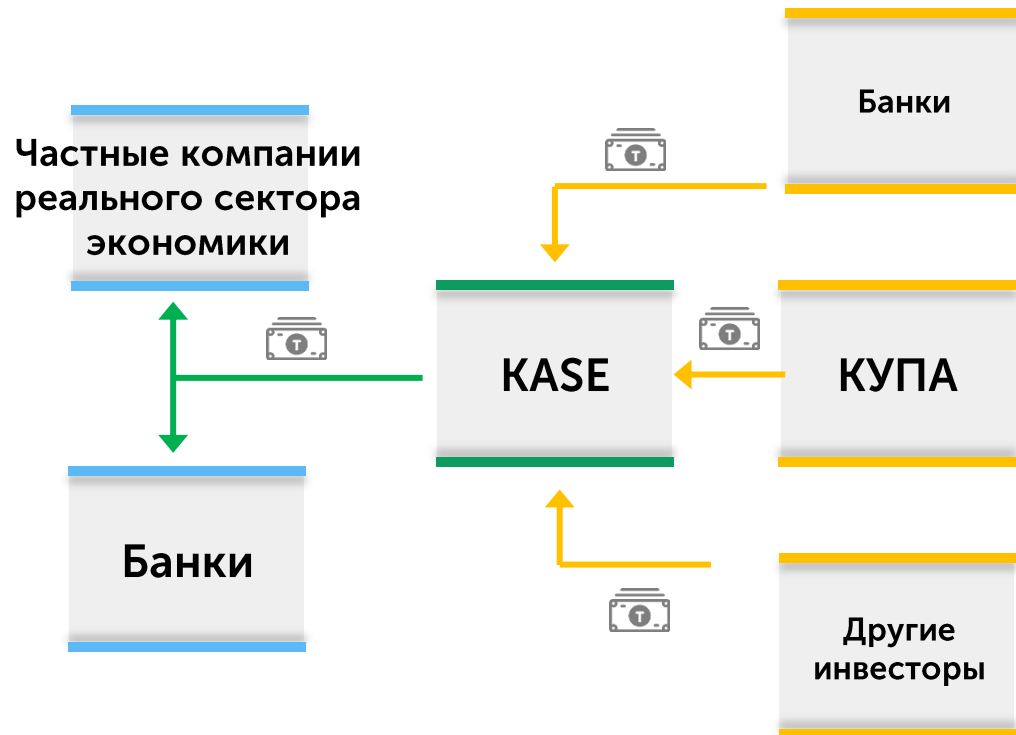 Частные компании
реального сектора
экономики
Банки
KASE
Банки
КУПА
Другие
инвесторы
T
T
T
T